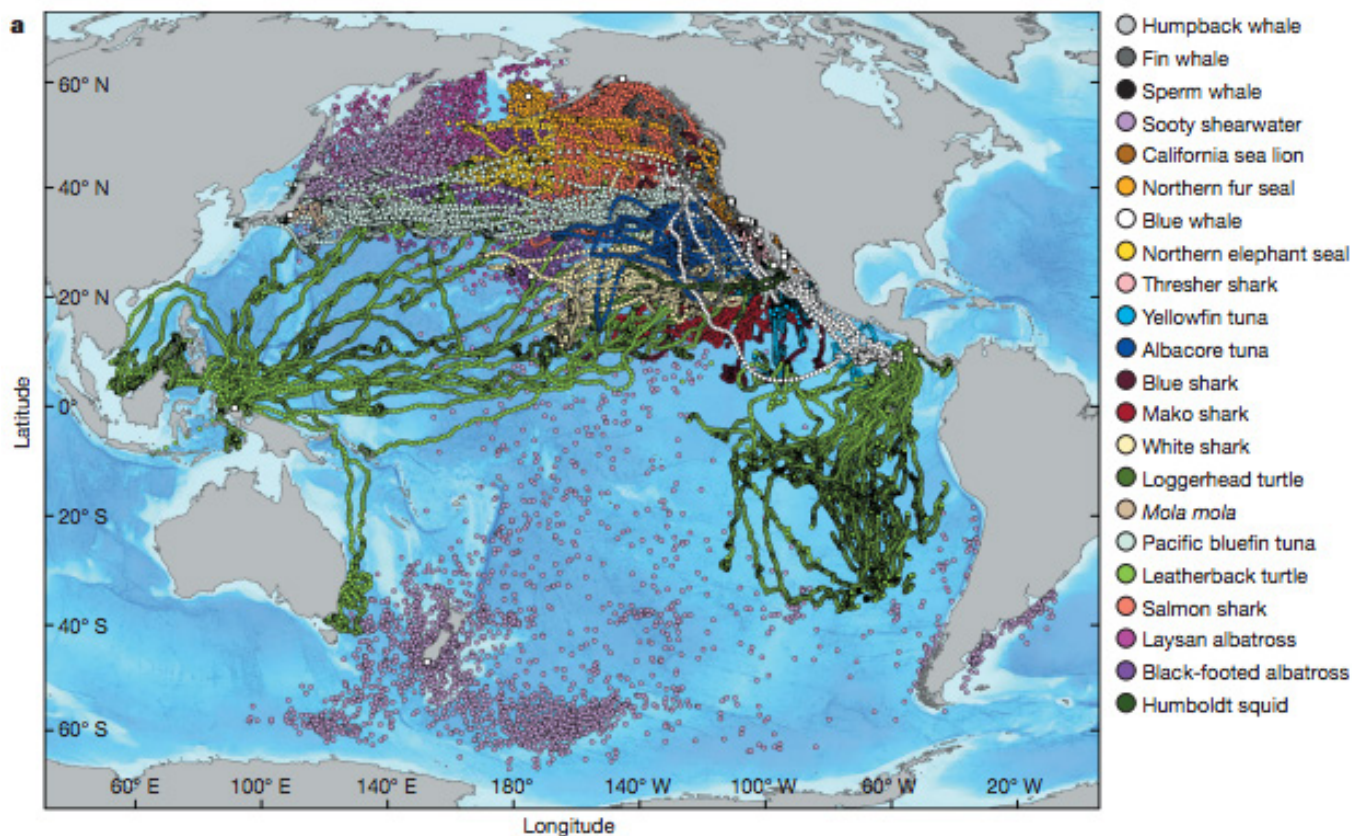 a
60° N
40° N
20° N
0°
20° S
40° S
60° S
Latitude
60° E
100° E
140° E
180°
140° W
100° W
60° W
20° W
Longitude
Humpback whale
Fin whale
Sperm whale
Sooty shearwater
California sea lion
Northern fur seal
Blue whale
Northern elephant seal
Thresher shark
Yellowfin tuna
Albacore tuna
Blue shark
Mako shark
White shark
Loggerhead turtle
Mola mola
Pacific bluefin tuna
Leatherback turtle
Salmon shark
Laysan albatross
Black-footed albatross
Humboldt squid